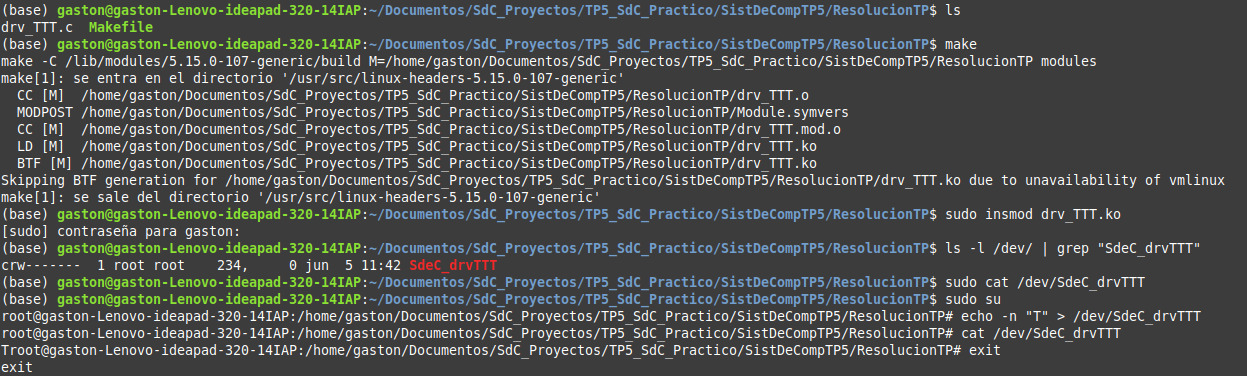 (base) gaston@gaston-Lenovo-ideapad-320-14IAP:~/Documentos/SdC_Proyectos/TP5_SdC_Practico/SistDeCompTP5/ResolucionTP$ ls
drv_TTT.c  Makefile
(base) gaston@gaston-Lenovo-ideapad-320-14IAP:~/Documentos/SdC_Proyectos/TP5_SdC_Practico/SistDeCompTP5/ResolucionTP$ make
make -C /lib/modules/5.15.0-107-generic/build M=/home/gaston/Documentos/SdC_Proyectos/TP5_SdC_Practico/SistDeCompTP5/ResolucionTP modules
make[1]: se entra en el directorio '/usr/src/linux-headers-5.15.0-107-generic'
  CC [M]  /home/gaston/Documentos/SdC_Proyectos/TP5_SdC_Practico/SistDeCompTP5/ResolucionTP/drv_TTT.o
  MODPOST /home/gaston/Documentos/SdC_Proyectos/TP5_SdC_Practico/SistDeCompTP5/ResolucionTP/Module.symvers
  CC [M]  /home/gaston/Documentos/SdC_Proyectos/TP5_SdC_Practico/SistDeCompTP5/ResolucionTP/drv_TTT.mod.o
  LD [M]  /home/gaston/Documentos/SdC_Proyectos/TP5_SdC_Practico/SistDeCompTP5/ResolucionTP/drv_TTT.ko
  BTF [M] /home/gaston/Documentos/SdC_Proyectos/TP5_SdC_Practico/SistDeCompTP5/ResolucionTP/drv_TTT.ko
Skipping BTF generation for /home/gaston/Documentos/SdC_Proyectos/TP5_SdC_Practico/SistDeCompTP5/ResolucionTP/drv_TTT.ko due to unavailability of vmlinux
make[1]: se sale del directorio '/usr/src/linux-headers-5.15.0-107-generic'
(base) gaston@gaston-Lenovo-ideapad-320-14IAP:~/Documentos/SdC_Proyectos/TP5_SdC_Practico/SistDeCompTP5/ResolucionTP$ sudo insmod drv_TTT.ko
[sudo] contraseña para gaston:
(base) gaston@gaston-Lenovo-ideapad-320-14IAP:~/Documentos/SdC_Proyectos/TP5_SdC_Practico/SistDeCompTP5/ResolucionTP$ ls -l /dev/ | grep "SdeC_drvTTT"
crw-------  1 root root    234,     0 jun  5 11:42 SdeC_drvTTT
(base) gaston@gaston-Lenovo-ideapad-320-14IAP:~/Documentos/SdC_Proyectos/TP5_SdC_Practico/SistDeCompTP5/ResolucionTP$ sudo cat /dev/SdeC_drvTTT
(base) gaston@gaston-Lenovo-ideapad-320-14IAP:~/Documentos/SdC_Proyectos/TP5_SdC_Practico/SistDeCompTP5/ResolucionTP$ sudo su
root@gaston-Lenovo-ideapad-320-14IAP:/home/gaston/Documentos/SdC_Proyectos/TP5_SdC_Practico/SistDeCompTP5/ResolucionTP# echo -n "T" > /dev/SdeC_drvTTT
root@gaston-Lenovo-ideapad-320-14IAP:/home/gaston/Documentos/SdC_Proyectos/TP5_SdC_Practico/SistDeCompTP5/ResolucionTP# cat /dev/SdeC_drvTTT
Troot@gaston-Lenovo-ideapad-320-14IAP:/home/gaston/Documentos/SdC_Proyectos/TP5_SdC_Practico/SistDeCompTP5/ResolucionTP# exit
exit